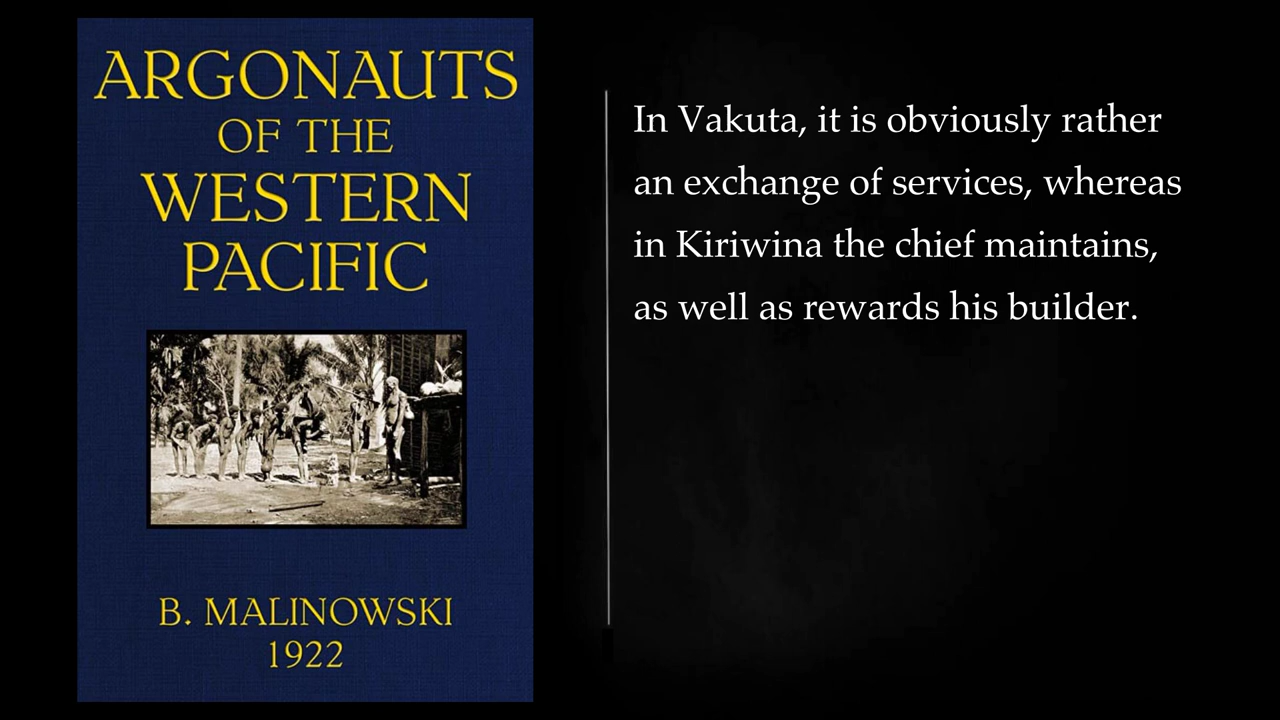 ARGONAUTS
OF THE
WESTERN
PACIFIC
B. MALINOWSKI
1922
In Vakuta, it is obviously rather
an exchange of services, whereas
in Kiriwina the chief maintains,
as well as rewards his builder.